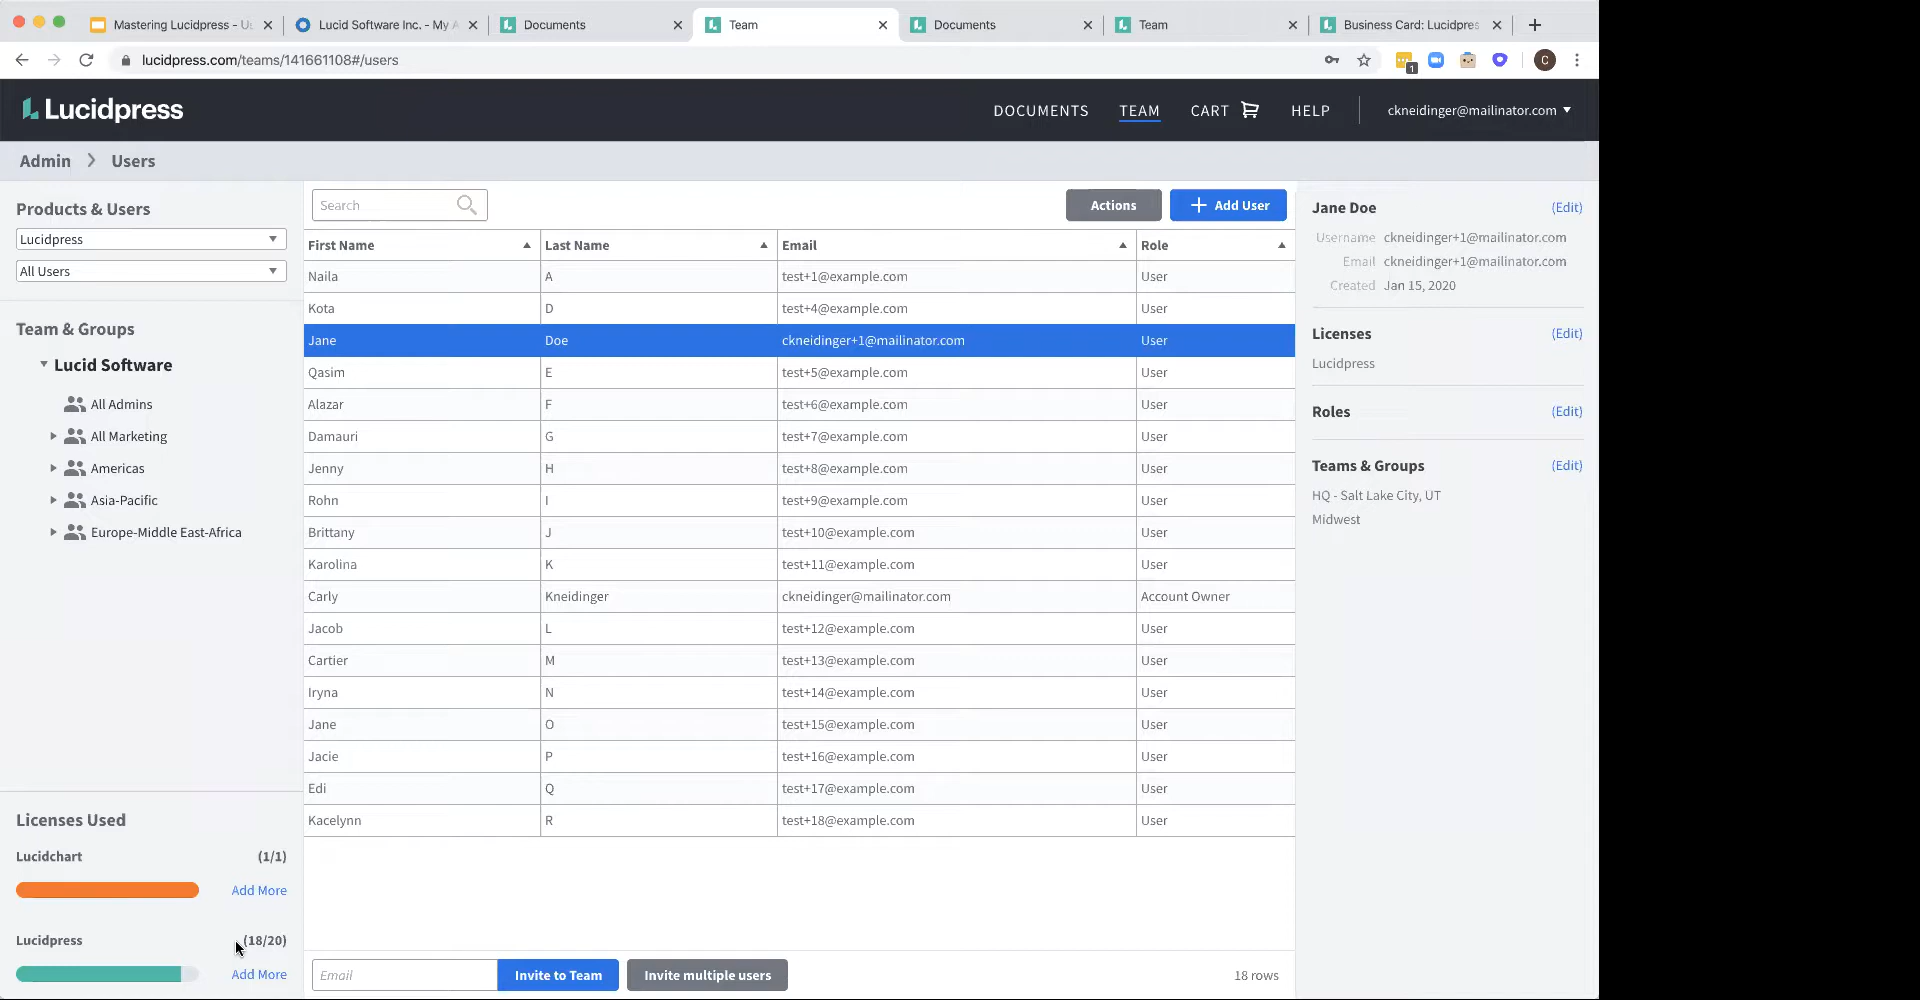 Mastering Lucidpress - U
Lucid Software Inc. - My A
Documents
Team
Documents
Team
Business Card: Lucidpres
lucidpress.com/teams/141661108#/users
1
C
Lucidpress
DOCUMENTS
TEAM
CART
HELP
ckneidinger@mailinator.com
Admin > Users
Products & Users
Lucidpress
All Users
Team & Groups
Lucid Software
All Admins
All Marketing
Americas
Asia-Pacific
Europe-Middle East-Africa
Licenses Used
Lucidchart (1/1)
Add More
Lucidpress (18/20)
Add More
Search
Actions
+ Add User
First Name Last Name Email Role
Naila A test+1@example.com User
Kota D test+4@example.com User
Jane Doe ckneidinger+1@mailinator.com User
Qasim E test+5@example.com User
Alazar F test+6@example.com User
Damauri G test+7@example.com User
Jenny H test+8@example.com User
Rohn I test+9@example.com User
Brittany J test+10@example.com User
Karolina K test+11@example.com User
Carly Kneidinger ckneidinger@mailinator.com Account Owner
Jacob L test+12@example.com User
Cartier M test+13@example.com User
Iryna N test+14@example.com User
Jane O test+15@example.com User
Jacie P test+16@example.com User
Edi Q test+17@example.com User
Kacelynn R test+18@example.com User
Email
Invite to Team
Invite multiple users
18 rows
Jane Doe (Edit)
Username ckneidinger+1@mailinator.com
Email ckneidinger+1@mailinator.com
Created Jan 15, 2020
Licenses (Edit)
Lucidpress
Roles (Edit)
Teams & Groups (Edit)
HQ - Salt Lake City, UT
Midwest